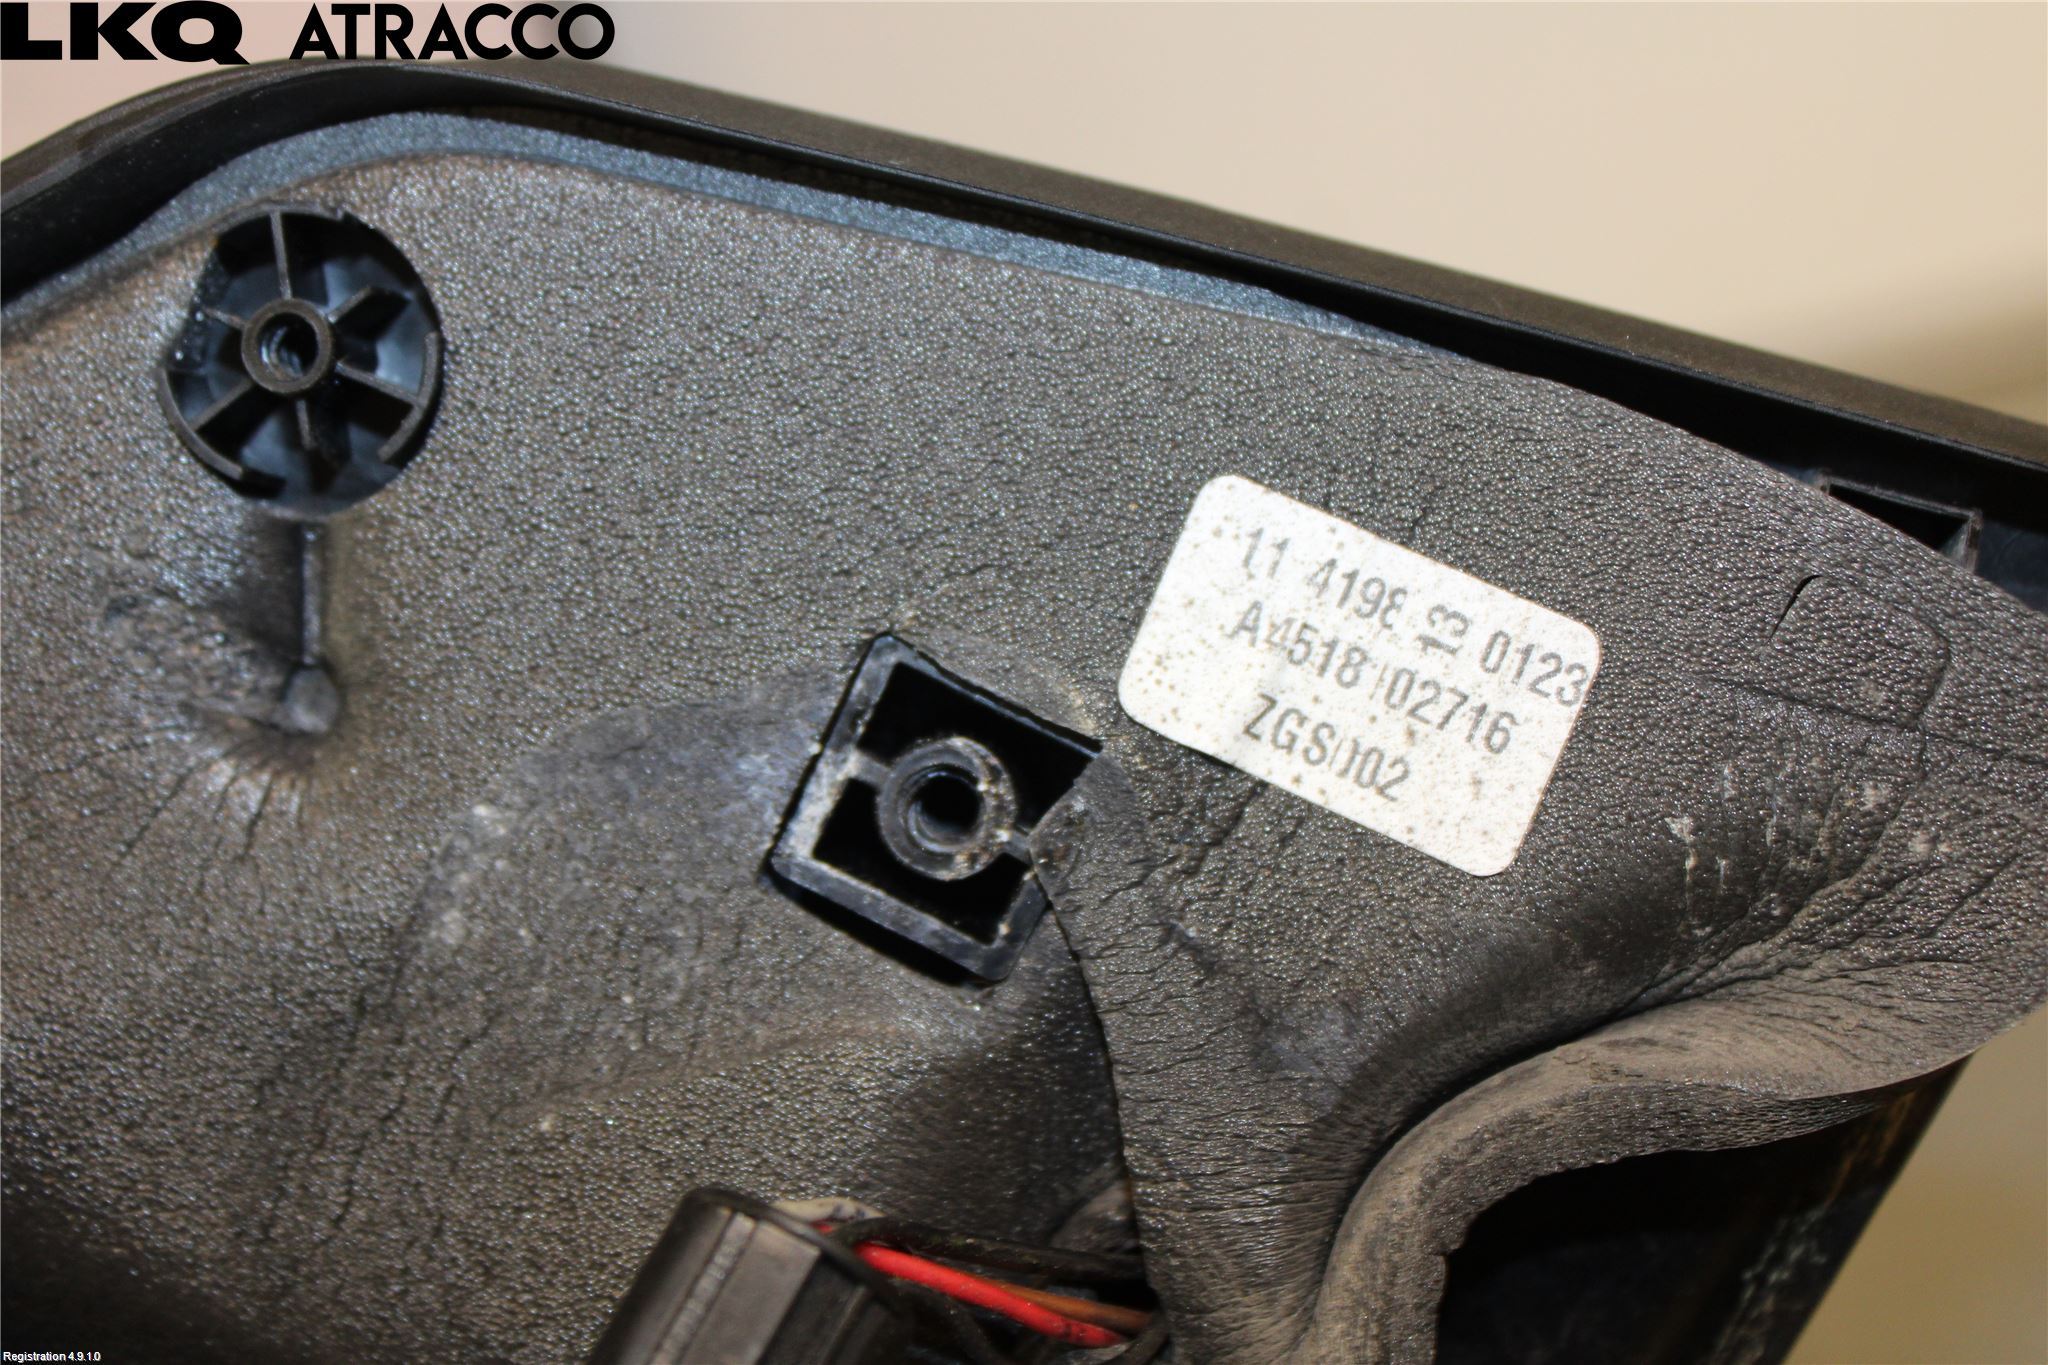 LKQ ATRACCO
11 4198 13 0123
A4518102716
ZGS002
Registration 4.9.1.0